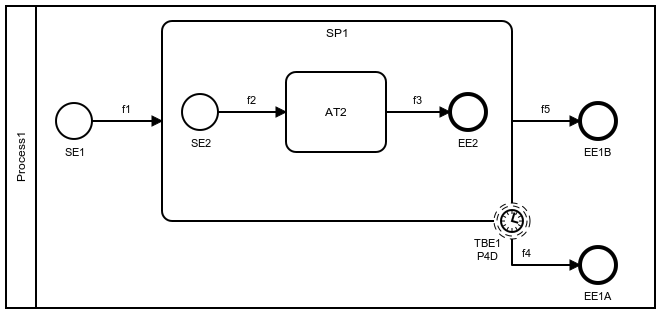 Process1
SP1
SE1
f1
SE2
f2
AT2
f3
EE2
f5
EE1B
TBE1
P4D
f4
EE1A